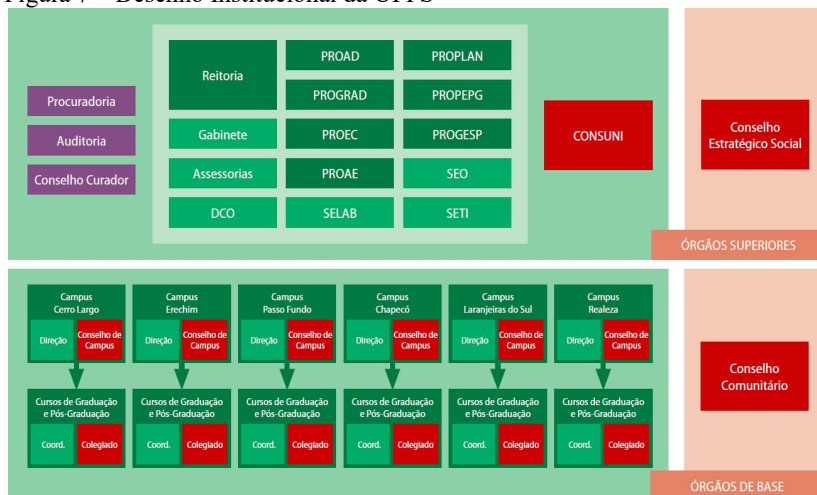 Procuradoria
Auditoria
Conselho Curador
Reitoria
PROAD
PROPLAN
PROGRAD
PROPEPG
Gabinete
PROEC
PROGESP
Assessorias
PROAE
SEO
DCO
SELAB
SETI
CONSUNI
Conselho
Estratégico Social
ÓRGÃOS SUPERIORES
Campus
Cerro Largo
Direção
Conselho de
Campus
Campus
Erechim
Direção
Conselho de
Campus
Campus
Passo Fundo
Direção
Conselho de
Campus
Campus
Chapecó
Direção
Conselho de
Campus
Campus
Laranjeiras do Sul
Direção
Conselho de
Campus
Campus
Realeza
Direção
Conselho de
Campus
Cursos de Graduação
e Pós-Graduação
Coord.
Colegiado
Cursos de Graduação
e Pós-Graduação
Coord.
Colegiado
Cursos de Graduação
e Pós-Graduação
Coord.
Colegiado
Cursos de Graduação
e Pós-Graduação
Coord.
Colegiado
Cursos de Graduação
e Pós-Graduação
Coord.
Colegiado
Cursos de Graduação
e Pós-Graduação
Coord.
Colegiado
Conselho
Comunitário
ÓRGÃOS DE BASE